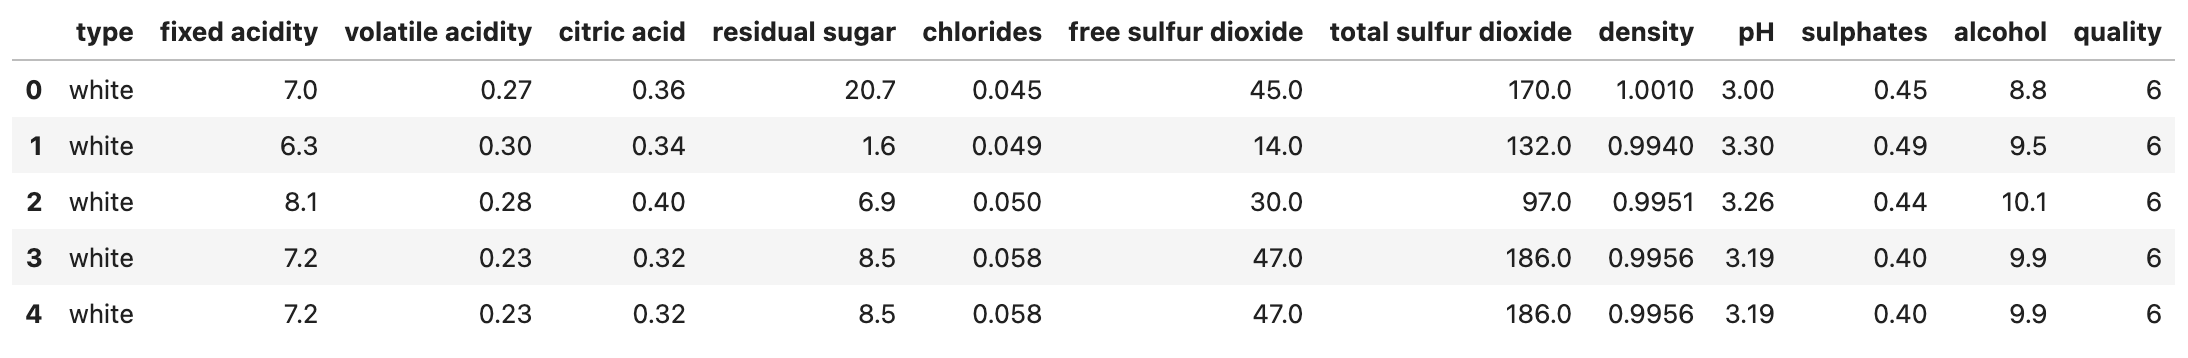 type fixed acidity volatile acidity citric acid residual sugar chlorides free sulfur dioxide total sulfur dioxide density pH sulphates alcohol quality
0 white 7.0 0.27 0.36 20.7 0.045 45.0 170.0 1.0010 3.00 0.45 8.8 6
1 white 6.3 0.30 0.34 1.6 0.049 14.0 132.0 0.9940 3.30 0.49 9.5 6
2 white 8.1 0.28 0.40 6.9 0.050 30.0 97.0 0.9951 3.26 0.44 10.1 6
3 white 7.2 0.23 0.32 8.5 0.058 47.0 186.0 0.9956 3.19 0.40 9.9 6
4 white 7.2 0.23 0.32 8.5 0.058 47.0 186.0 0.9956 3.19 0.40 9.9 6